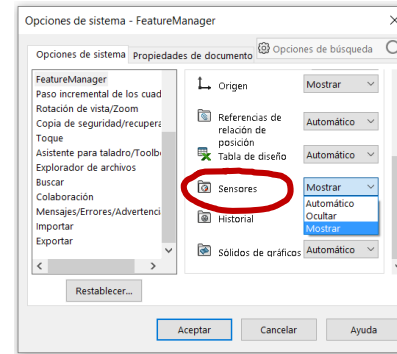 Opciones de sistema - FeatureManager
Opciones de sistema
Propiedades de documento
Opciones de búsqueda
FeatureManager
Paso incremental de los cuad
Rotación de vista/Zoom
Copia de seguridad/recupera
Toque
Asistente para taladro/Toolb
Explorador de archivos
Buscar
Colaboración
Mensajes/Errores/Advertenci
Importar
Exportar
Restablecer...
Origen
Mostrar
Referencias de
relación de
posición
Automático
Tabla de diseño
Automático
Sensores
Mostrar
Automático
Ocultar
Mostrar
Historial
Sólidos de gráficos
Automático
Aceptar
Cancelar
Ayuda